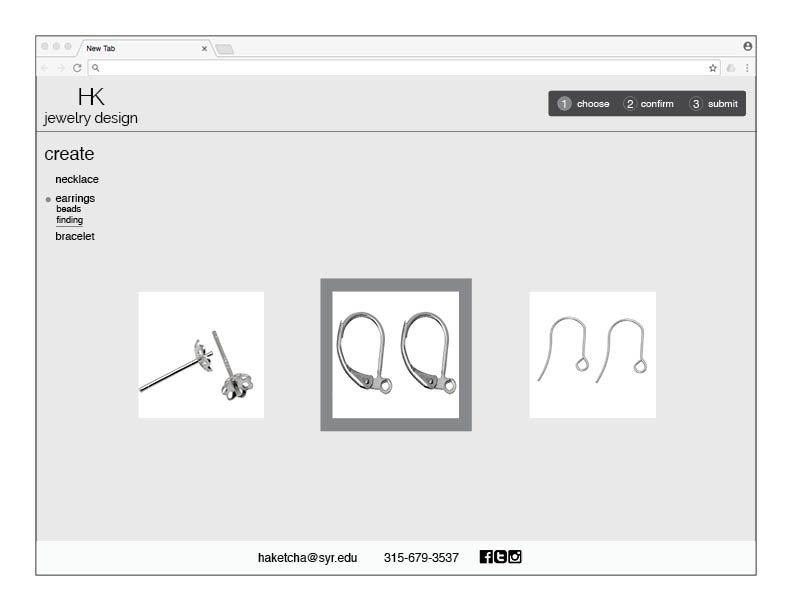 New Tab
HK
jewelry design
1 choose 2 confirm 3 submit
create
necklace
earrings
beads
finding
bracelet
haketcha@syr.edu 315-679-3537